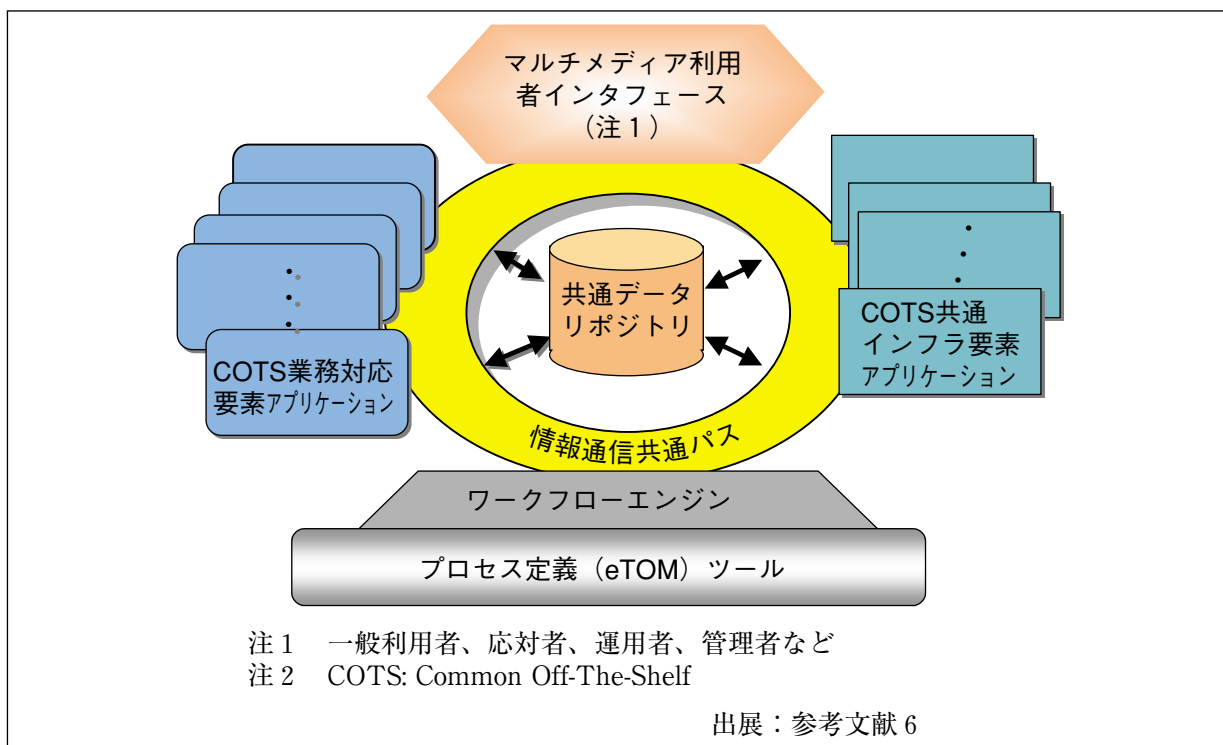 マルチメディア利用
者インタフェース
（注１）
共通データ
リポジトリ
COTS業務対応
要素アプリケーション
COTS共通
インフラ要素
アプリケーション
情報通信共通パス
ワークフローエンジン
プロセス定義（eTOM）ツール
注１　一般利用者、応対者、運用者、管理者など
注２　COTS: Common Off-The-Shelf
出展：参考文献６